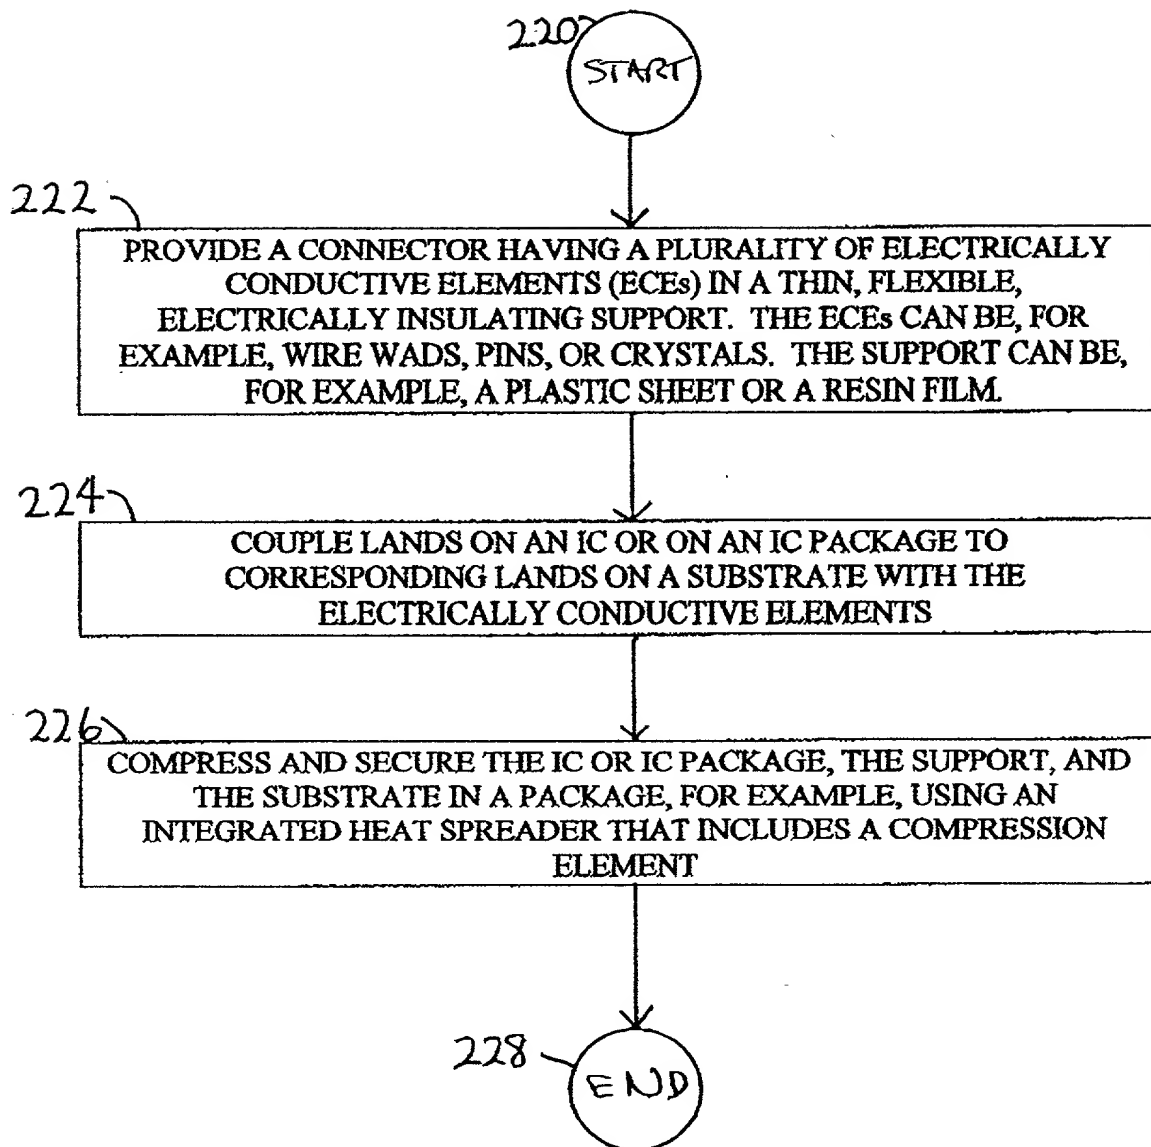 220
START
222
PROVIDE A CONNECTOR HAVING A PLURALITY OF ELECTRICALLY
CONDUCTIVE ELEMENTS (ECEs) IN A THIN, FLEXIBLE,
ELECTRICALLY INSULATING SUPPORT. THE ECEs CAN BE, FOR
EXAMPLE, WIRE WADS, PINS, OR CRYSTALS. THE SUPPORT CAN BE,
FOR EXAMPLE, A PLASTIC SHEET OR A RESIN FILM.
224
COUPLE LANDS ON AN IC OR ON AN IC PACKAGE TO
CORRESPONDING LANDS ON A SUBSTRATE WITH THE
ELECTRICALLY CONDUCTIVE ELEMENTS
226
COMPRESS AND SECURE THE IC OR IC PACKAGE, THE SUPPORT, AND
THE SUBSTRATE IN A PACKAGE, FOR EXAMPLE, USING AN
INTEGRATED HEAT SPREADER THAT INCLUDES A COMPRESSION
ELEMENT
228
END